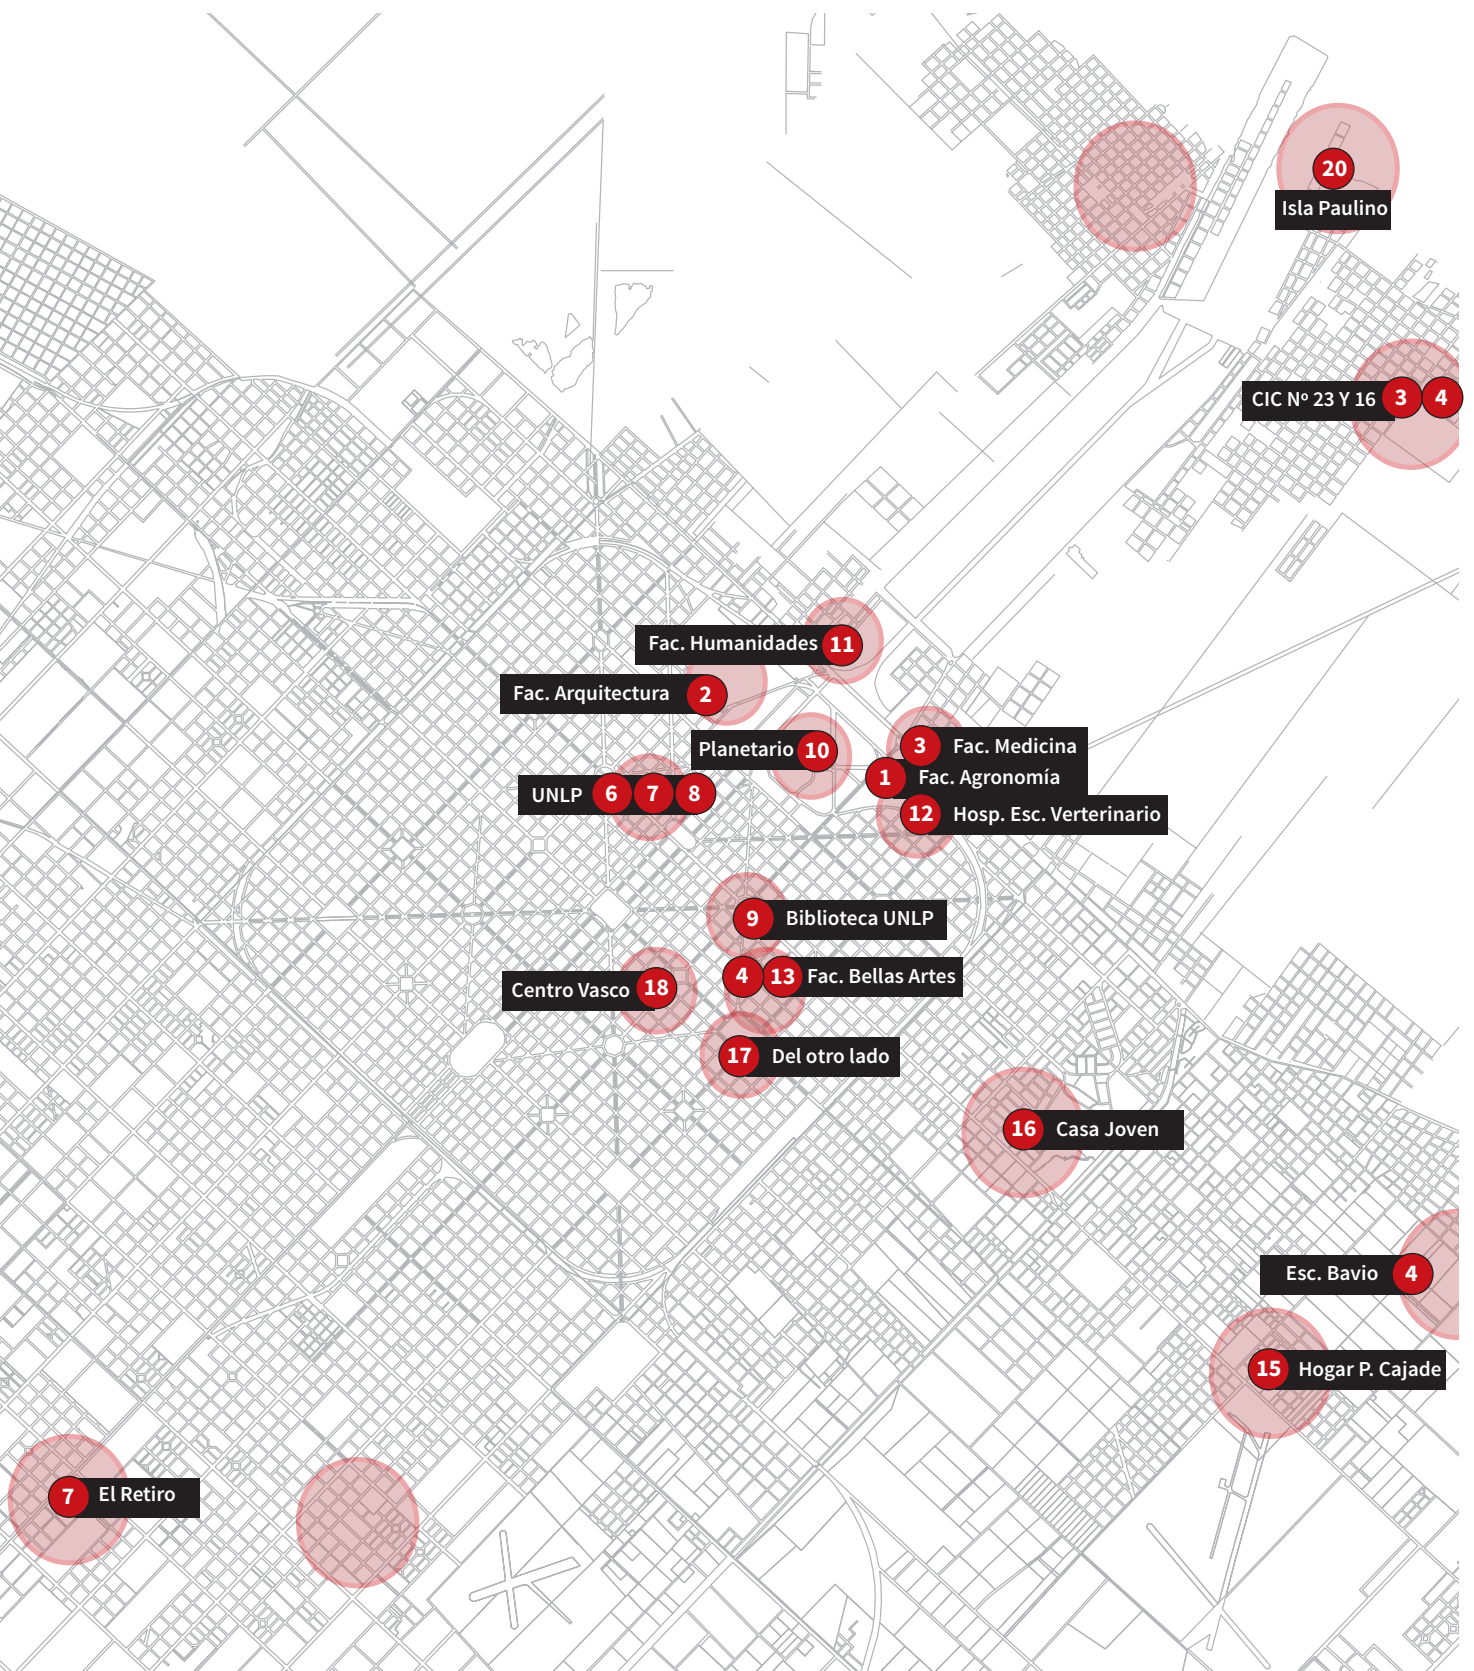 20
Isla Paulino
CIC Nº 23 Y 16 3 4
Fac. Humanidades 11
Fac. Arquitectura 2
Planetario 10
3 Fac. Medicina
1 Fac. Agronomía
UNLP 6 7 8
12 Hosp. Esc. Verterinario
9 Biblioteca UNLP
4 13 Fac. Bellas Artes
Centro Vasco 18
17 Del otro lado
16 Casa Joven
Esc. Bavio 4
15 Hogar P. Cajade
7 El Retiro